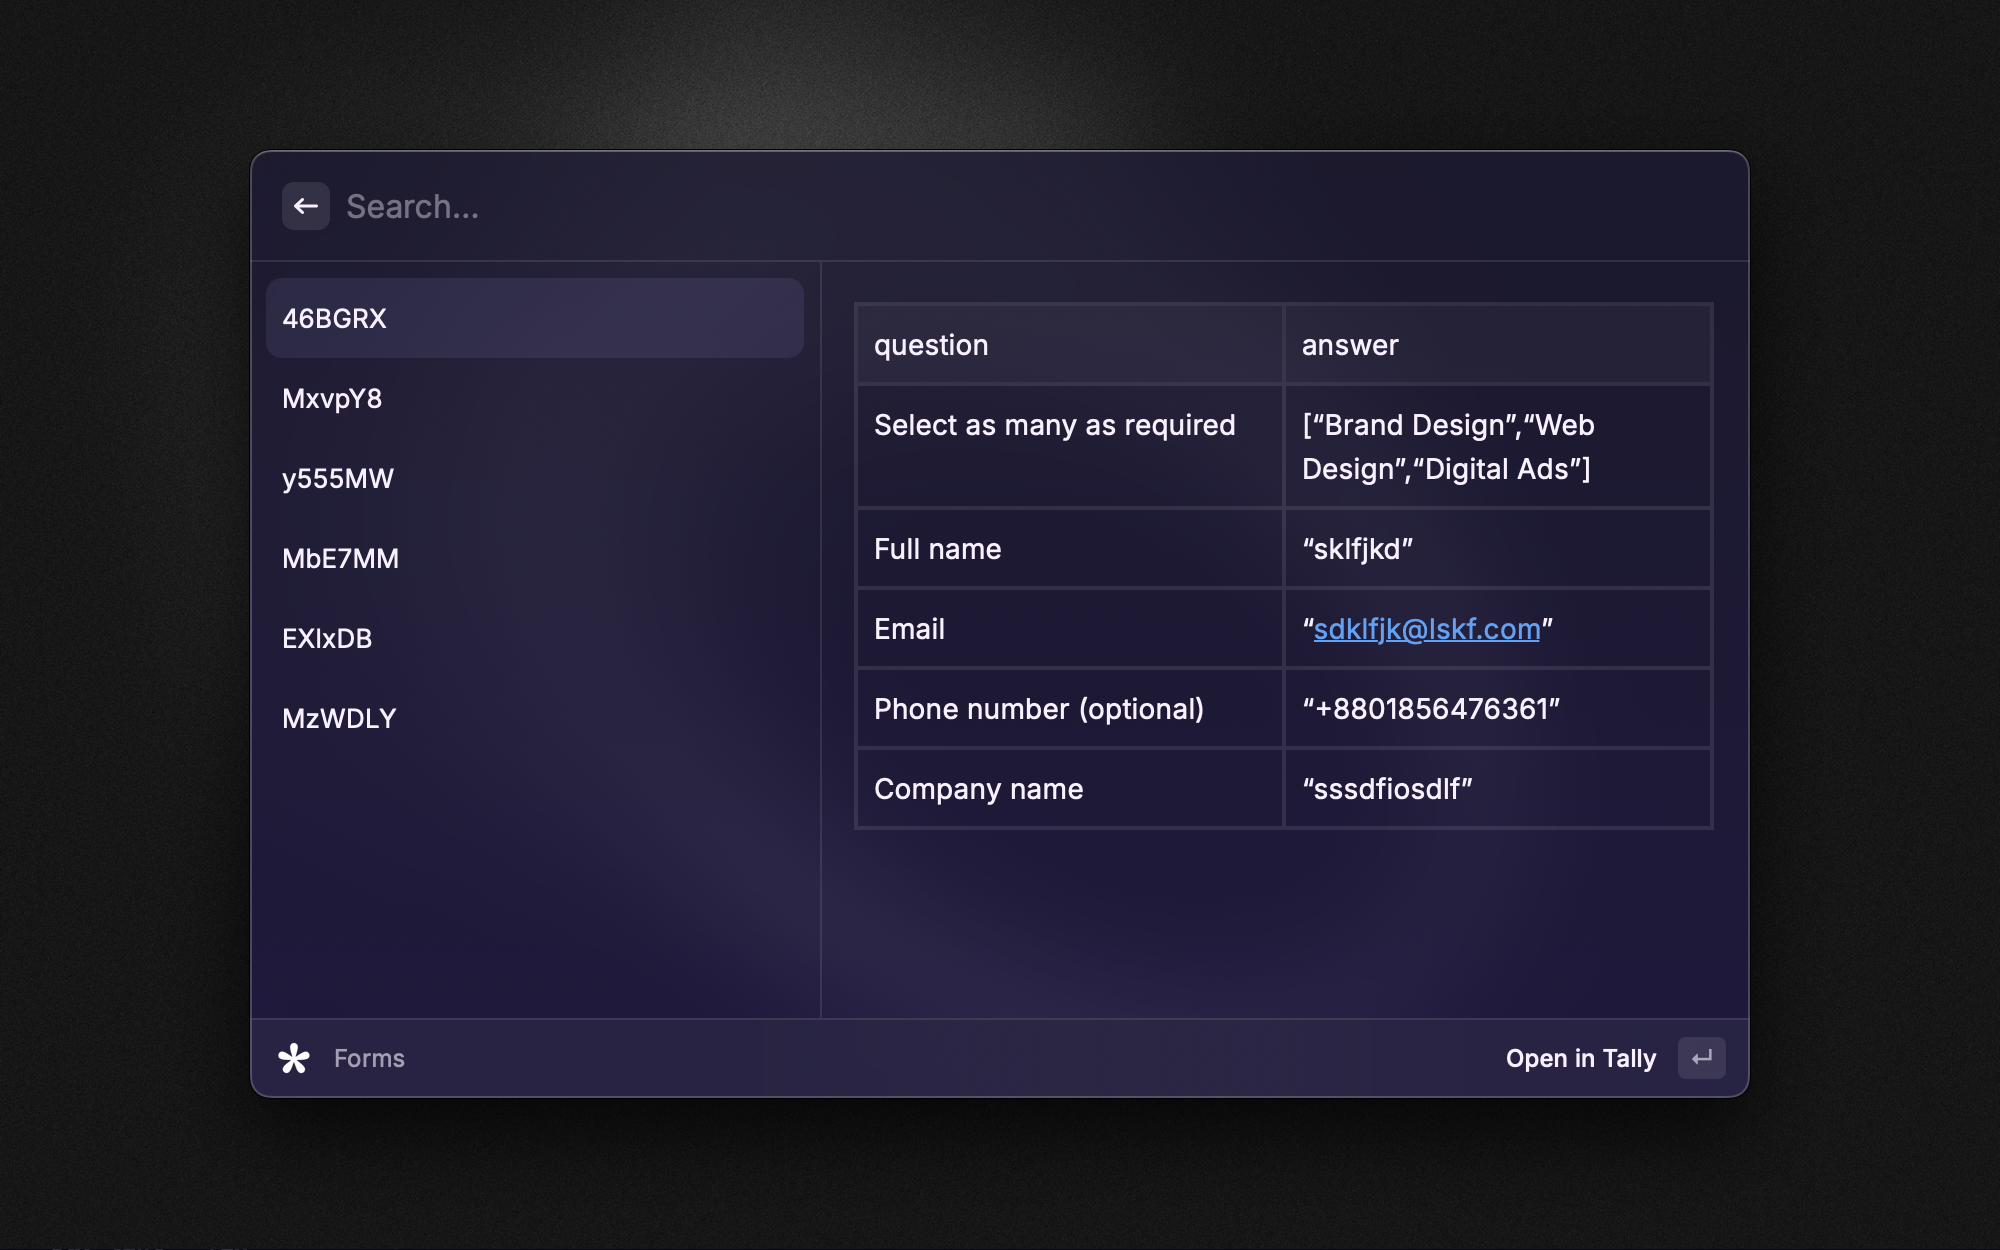 Search...
46BGRX
MxvpY8
y555MW
MbE7MM
EXlxDB
MzWDLY
question answer
Select as many as required [“Brand Design”,“Web
Design”,“Digital Ads”]
Full name “sklfjkd”
Email “sdklfjk@lskf.com”
Phone number (optional) “+8801856476361”
Company name “sssdfiosdlf”
Forms
Open in Tally